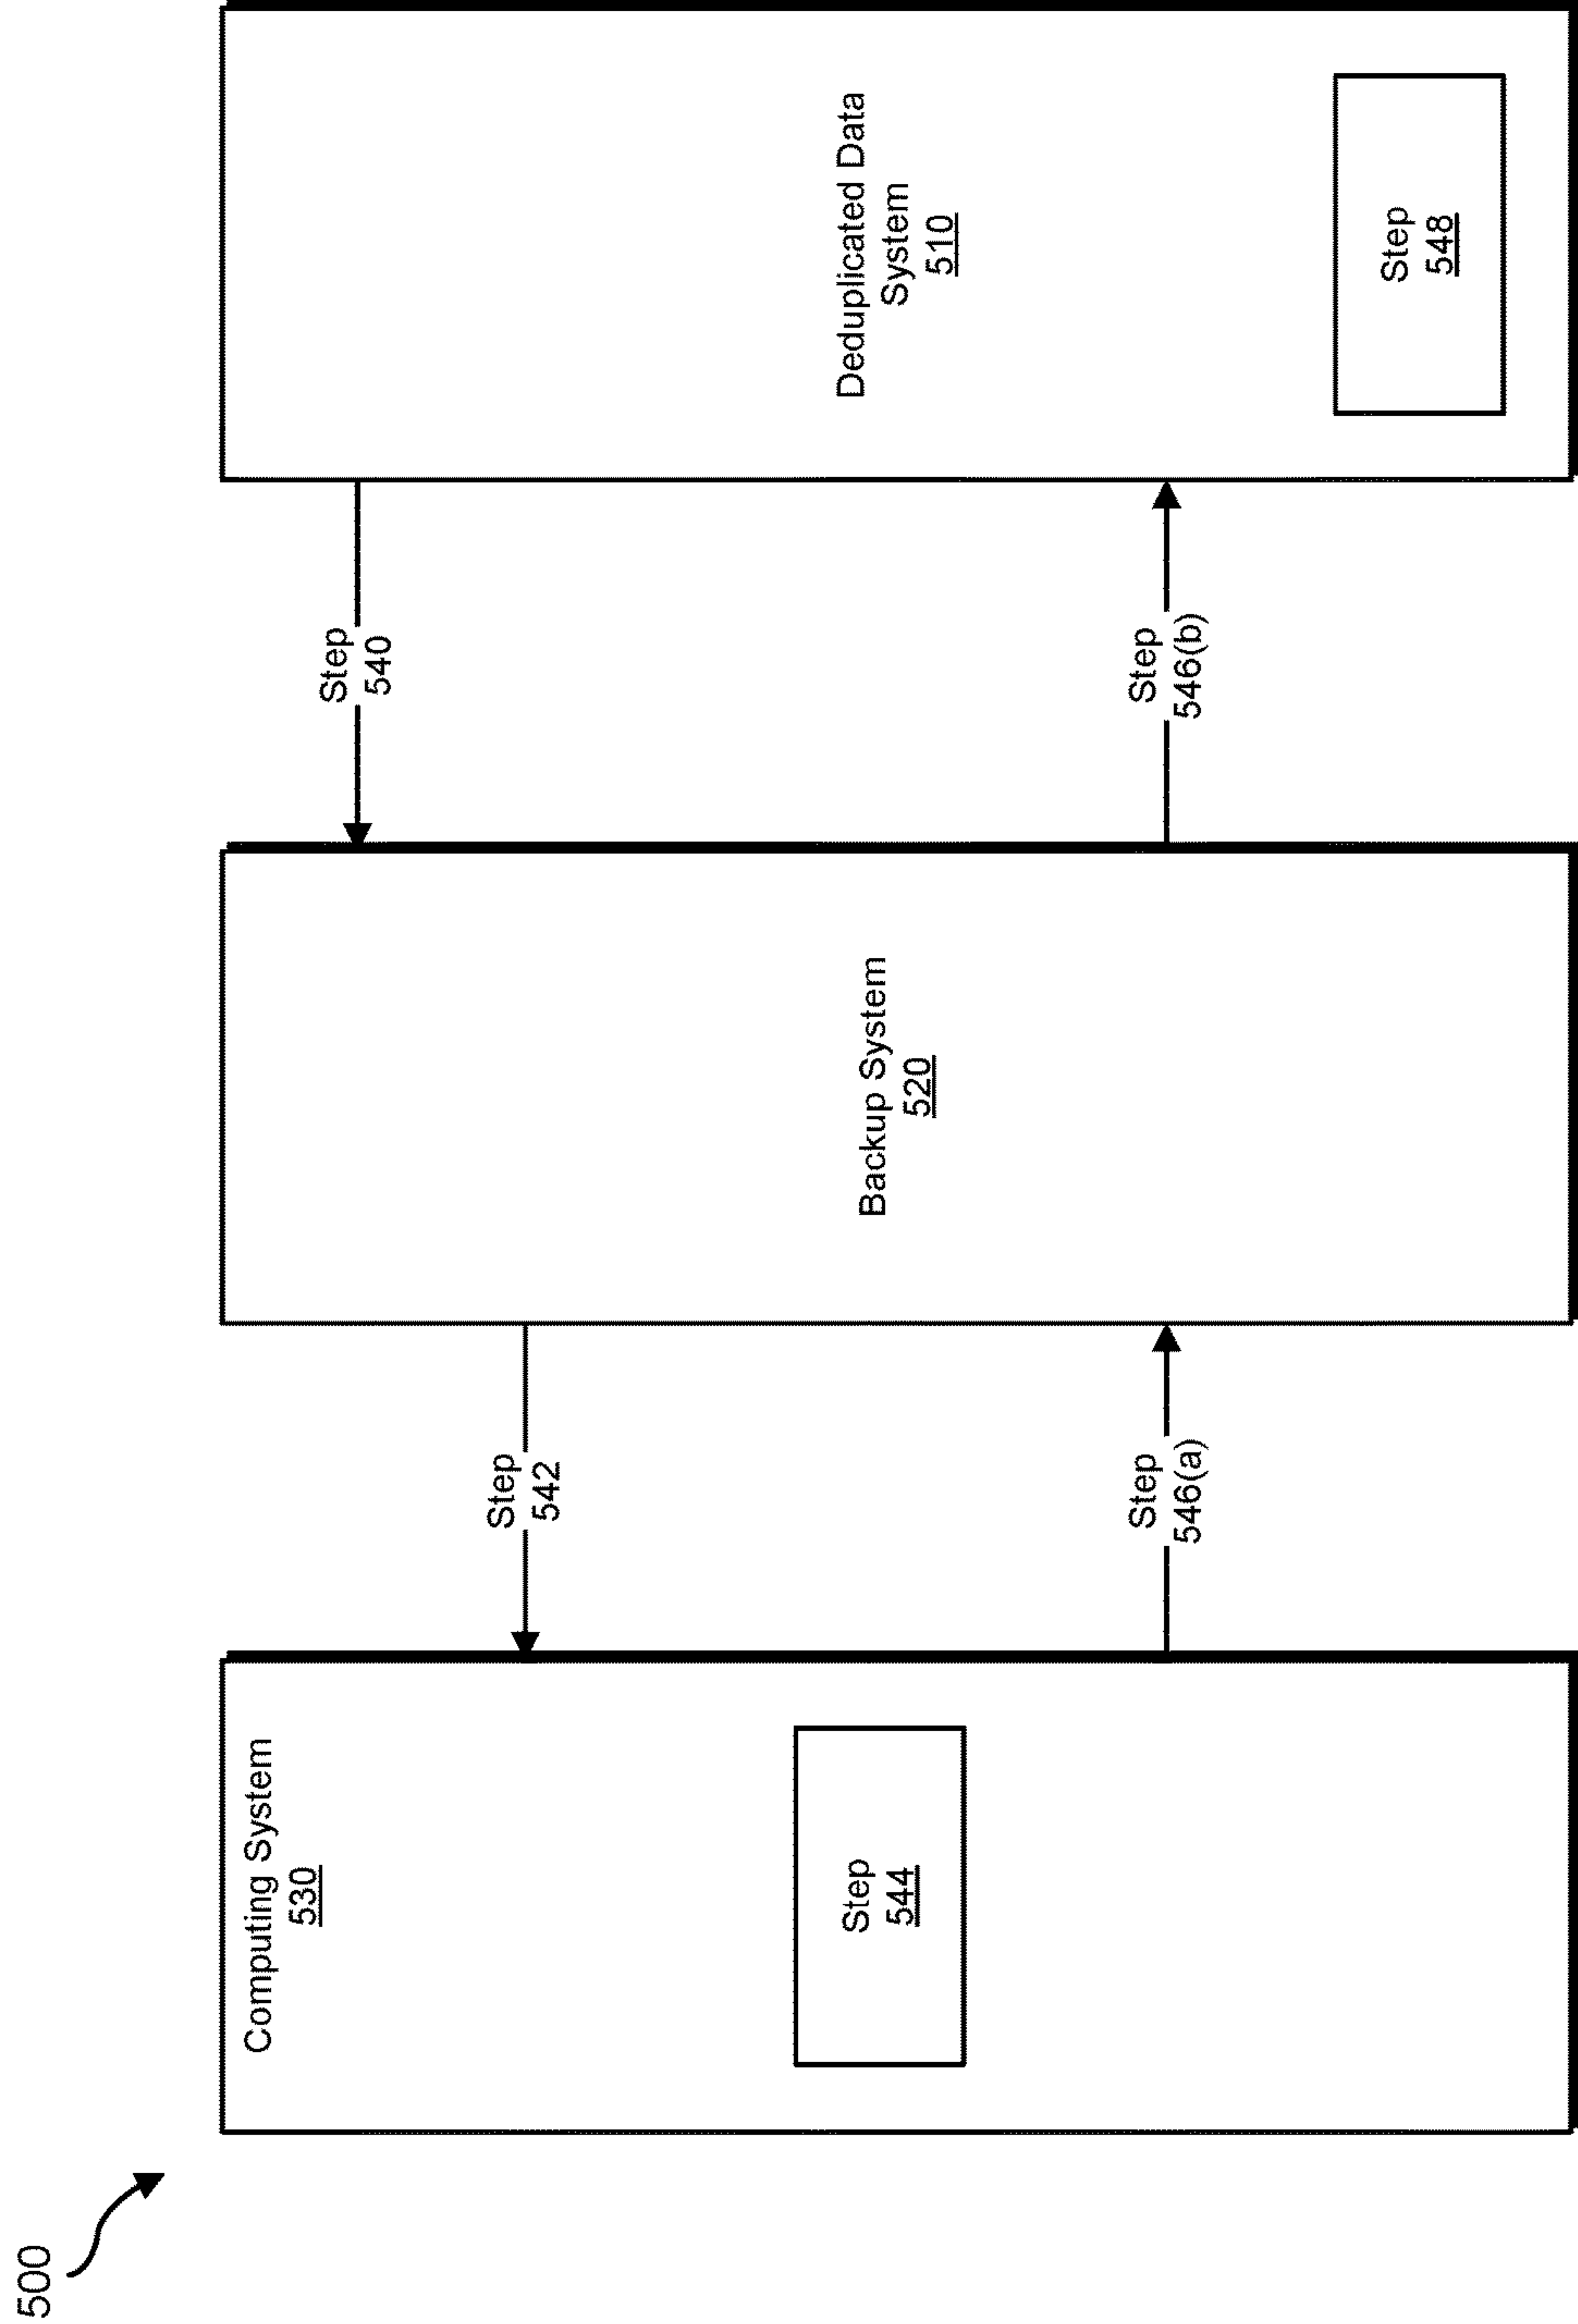 500
Computing System
530
Step
544
Step
542
Step
546(a)
Backup System
520
Step
540
Step
546(b)
Deduplicated Data
System
510
Step
548